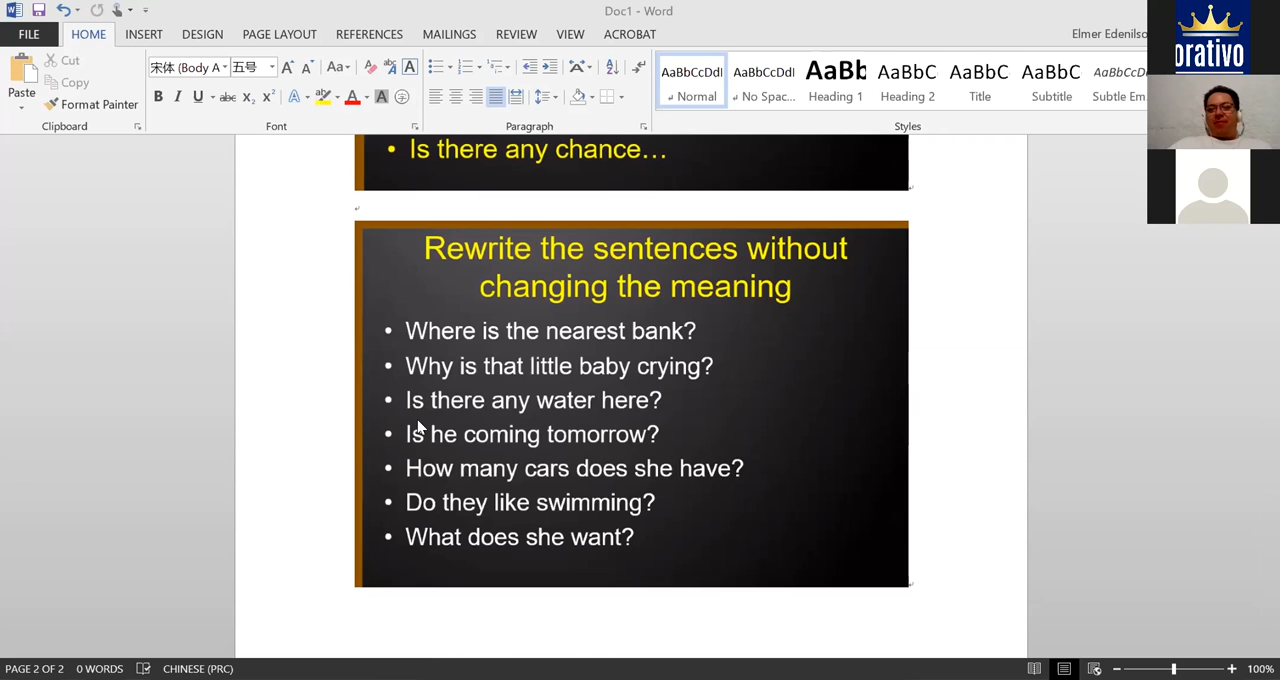 Doc1 - Word
FILE HOME INSERT DESIGN PAGE LAYOUT REFERENCES MAILINGS REVIEW VIEW ACROBAT Elmer Edenilso
Cut
Copy
Format Painter
Paste
Clipboard
宋体 (Body A 五号
Font
Paragraph
AaBbCcDdI AaBbCcDdI AaBb AaBbC AaBbC AaBbC AaBbCcD
Normal No Spac... Heading 1 Heading 2 Title Subtitle Subtle Em
Styles
orativo
• Is there any chance…
Rewrite the sentences without
changing the meaning
• Where is the nearest bank?
• Why is that little baby crying?
• Is there any water here?
• Is he coming tomorrow?
• How many cars does she have?
• Do they like swimming?
• What does she want?
PAGE 2 OF 2 0 WORDS CHINESE (PRC) 100%